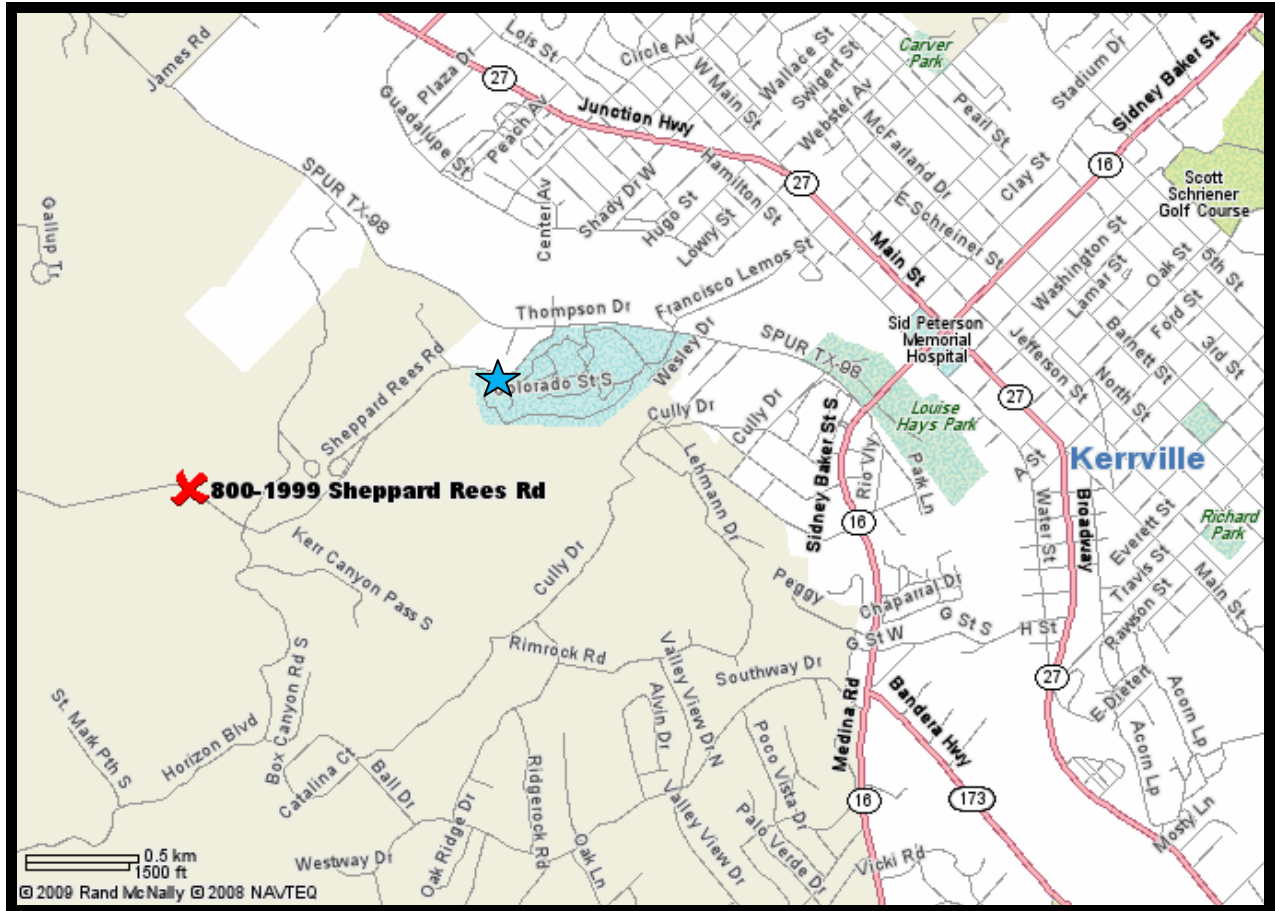 James Rd
Plaza Dr
27
Lois St
Circle Av
W Main St
Wallace St
Swigert St
Webster Av
Carver
Park
Pearl St
Stadium Dr
Sidney Baker St
Guadalupe St
Peach Av
Junction Hwy
McFarland Dr
Clay St
16
Scott
Schriener
Golf Course
Gallup Tr
SPUR TX-98
Center Av
Shady Dr W
Hugo St
Lowry St
Hamilton St
27
E Schreiner St
Main St
Washington St
Lamar St
Oak St
5th St
Thompson Dr
Francisco Lemos St
Ford St
3rd St
Barnett St
Sid Peterson
Memorial
Hospital
Jefferson St
North St
Sheppard Rees Rd
Colorado St S
Wesley Dr
SPUR TX-98
27
Cully Dr
Cully Dr
Louise
Hays Park
Kerrville
800-1999 Sheppard Rees Rd
Lehmann Dr
Sidney Baker St S
Rio Vly
Park Ln
A St
Water St
Broadway
Everett St
Richard
Park
16
Kerr Canyon Pass S
Cully Dr
Peggy
Chaparral Dr
G St W
G St S
H St
Travis St
Rawson St
Main St
Rimrock Rd
Valley View Dr N
Southway Dr
27
E Dietert
Acorn Lp
St. Mark Pth S
Horizon Blvd
Box Canyon Rd S
Alvin Dr
Medina Rd
Bandera Hwy
Acorn Lp
Catalina Ct
Ball Dr
Poco Vista Dr
Ridgerock Rd
Oak Ridge Dr
Valley View Dr
Palo Verde Dr
16
173
Mosty Ln
Westway Dr
Oak Ln
Vicki Rd
0.5 km
1500 ft
© 2009 Rand McNally © 2008 NAVTEQ